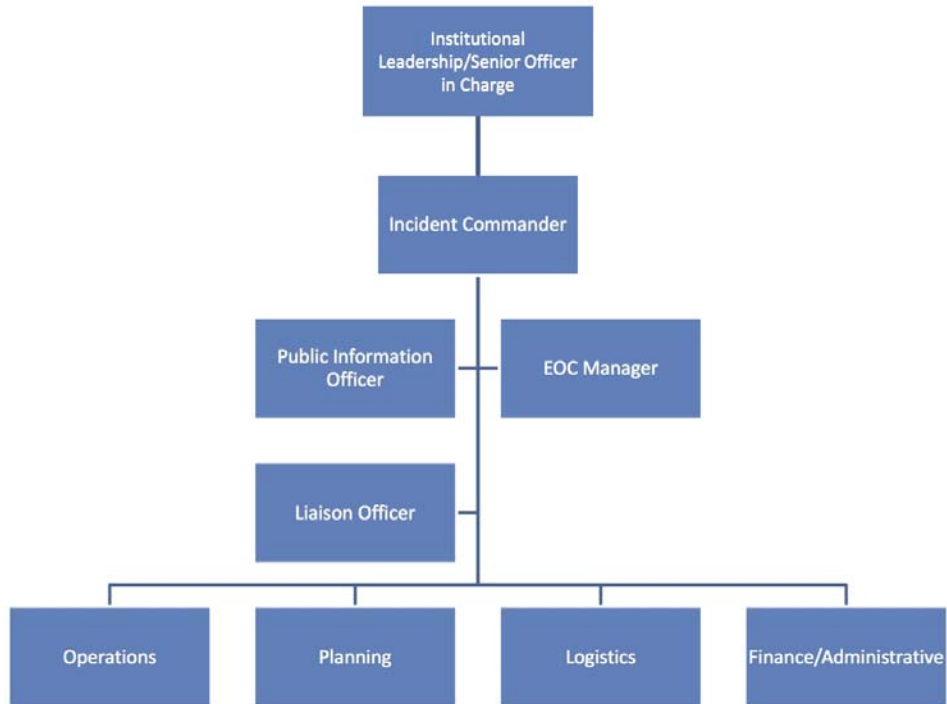 Institutional
Leadership/Senior Officer
in Charge
Incident Commander
Public Information
Officer
EOC Manager
Liaison Officer
Operations
Planning
Logistics
Finance/Administrative